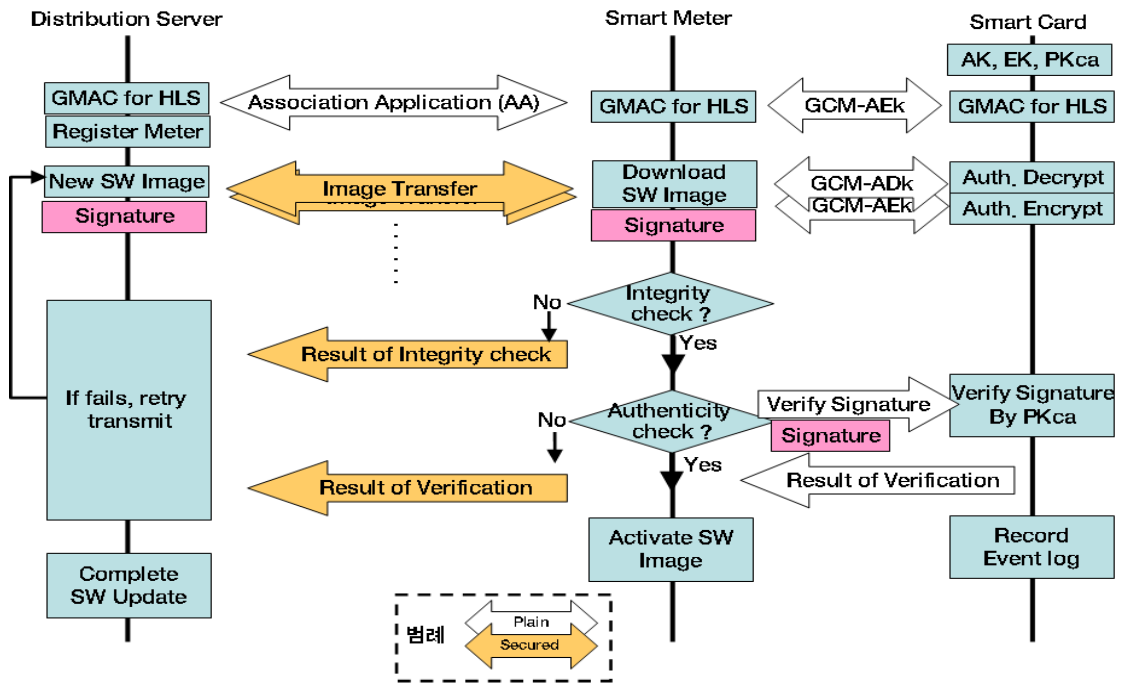 Distribution Server
Smart Meter
Smart Card
AK, EK, PKca
GMAC for HLS
Association Application (AA)
GMAC for HLS
GCM-AEk
GMAC for HLS
Register Meter
New SW Image
Image Transfer
Image Transfer
Download
SW Image
GCM-ADk
Auth. Decrypt
GCM-AEk
Auth. Encrypt
Signature
Signature
Integrity
check ?
No
Yes
Result of Integrity check
If fails, retry
transmit
Authenticity
check ?
No
Yes
Verify Signature
Signature
Verify Signature
By PKca
Result of Verification
Result of Verification
Activate SW
Image
Record
Event log
Complete
SW Update
범례
Plain
Secured